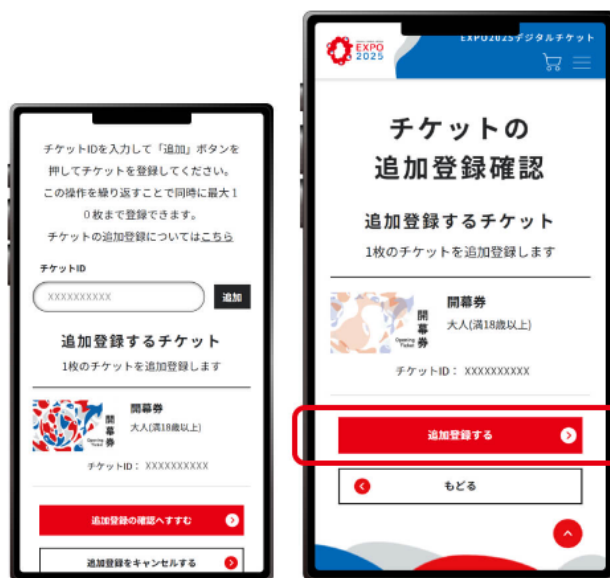 チケットIDを入力して「追加」ボタンを
押してチケットを登録してください。
この操作を繰り返すことで同時に最大1
0枚まで登録できます。
チケットの追加登録についてはこちら
チケットID
XXXXXXXXXX
追加
追加登録するチケット
1枚のチケットを追加登録します
開幕券
Opening
Ticket
開幕券
大人(満18歳以上)
チケットID： XXXXXXXXXX
追加登録の確認へすすむ
追加登録をキャンセルする
EXPO
2025
EXPO2025デジタルチケット
チケットの
追加登録確認
追加登録するチケット
1枚のチケットを追加登録します
開幕券
Opening
Ticket
開幕券
大人(満18歳以上)
チケットID： XXXXXXXXXX
追加登録する
もどる